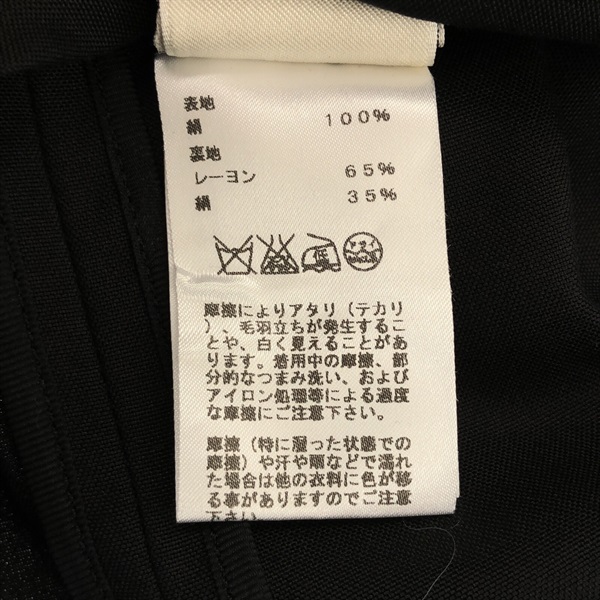 表地
絹 100%
裏地
レーヨン 65%
絹 35%
低 ドライ
摩擦によりアタリ（テカリ
）、毛羽立ちが発生するこ
とや、白く見えることがあ
ります。着用中の摩擦、部
分的なつまみ洗い、および
アイロン処理等による過度
な摩擦にご注意下さい。
摩擦（特に湿った状態での
摩擦）や汗や雨などで濡れ
た場合は他の衣料に色が移
る事がありますのでご注意
下さい。